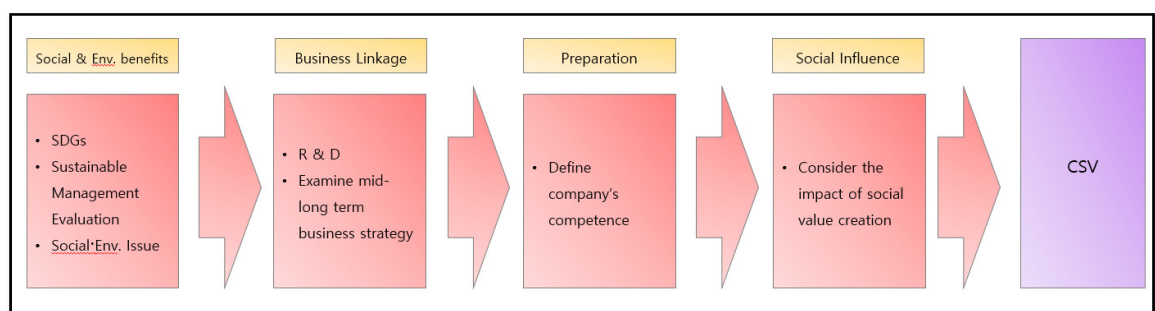 Social & Env. benefits
• SDGs
• Sustainable
Management
Evaluation
• Social·Env. Issue
Business Linkage
• R & D
• Examine mid-
long term
business strategy
Preparation
• Define
company's
competence
Social Influence
• Consider the
impact of social
value creation
CSV